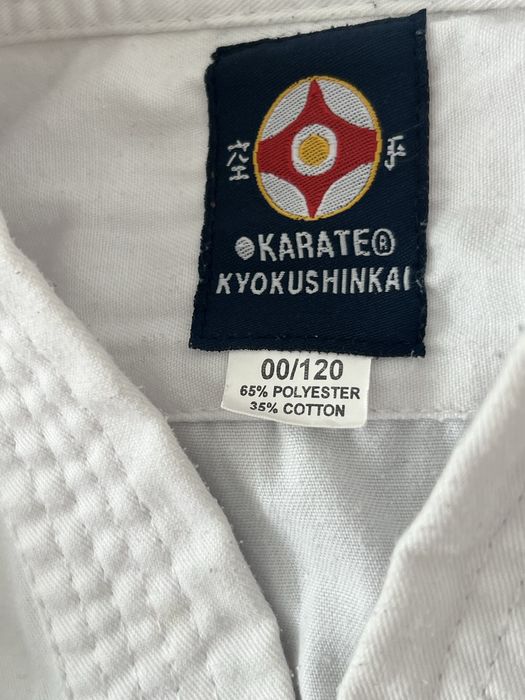 空 手
KARATE®
KYOKUSHINKAI
00/120
65% POLYESTER
35% COTTON